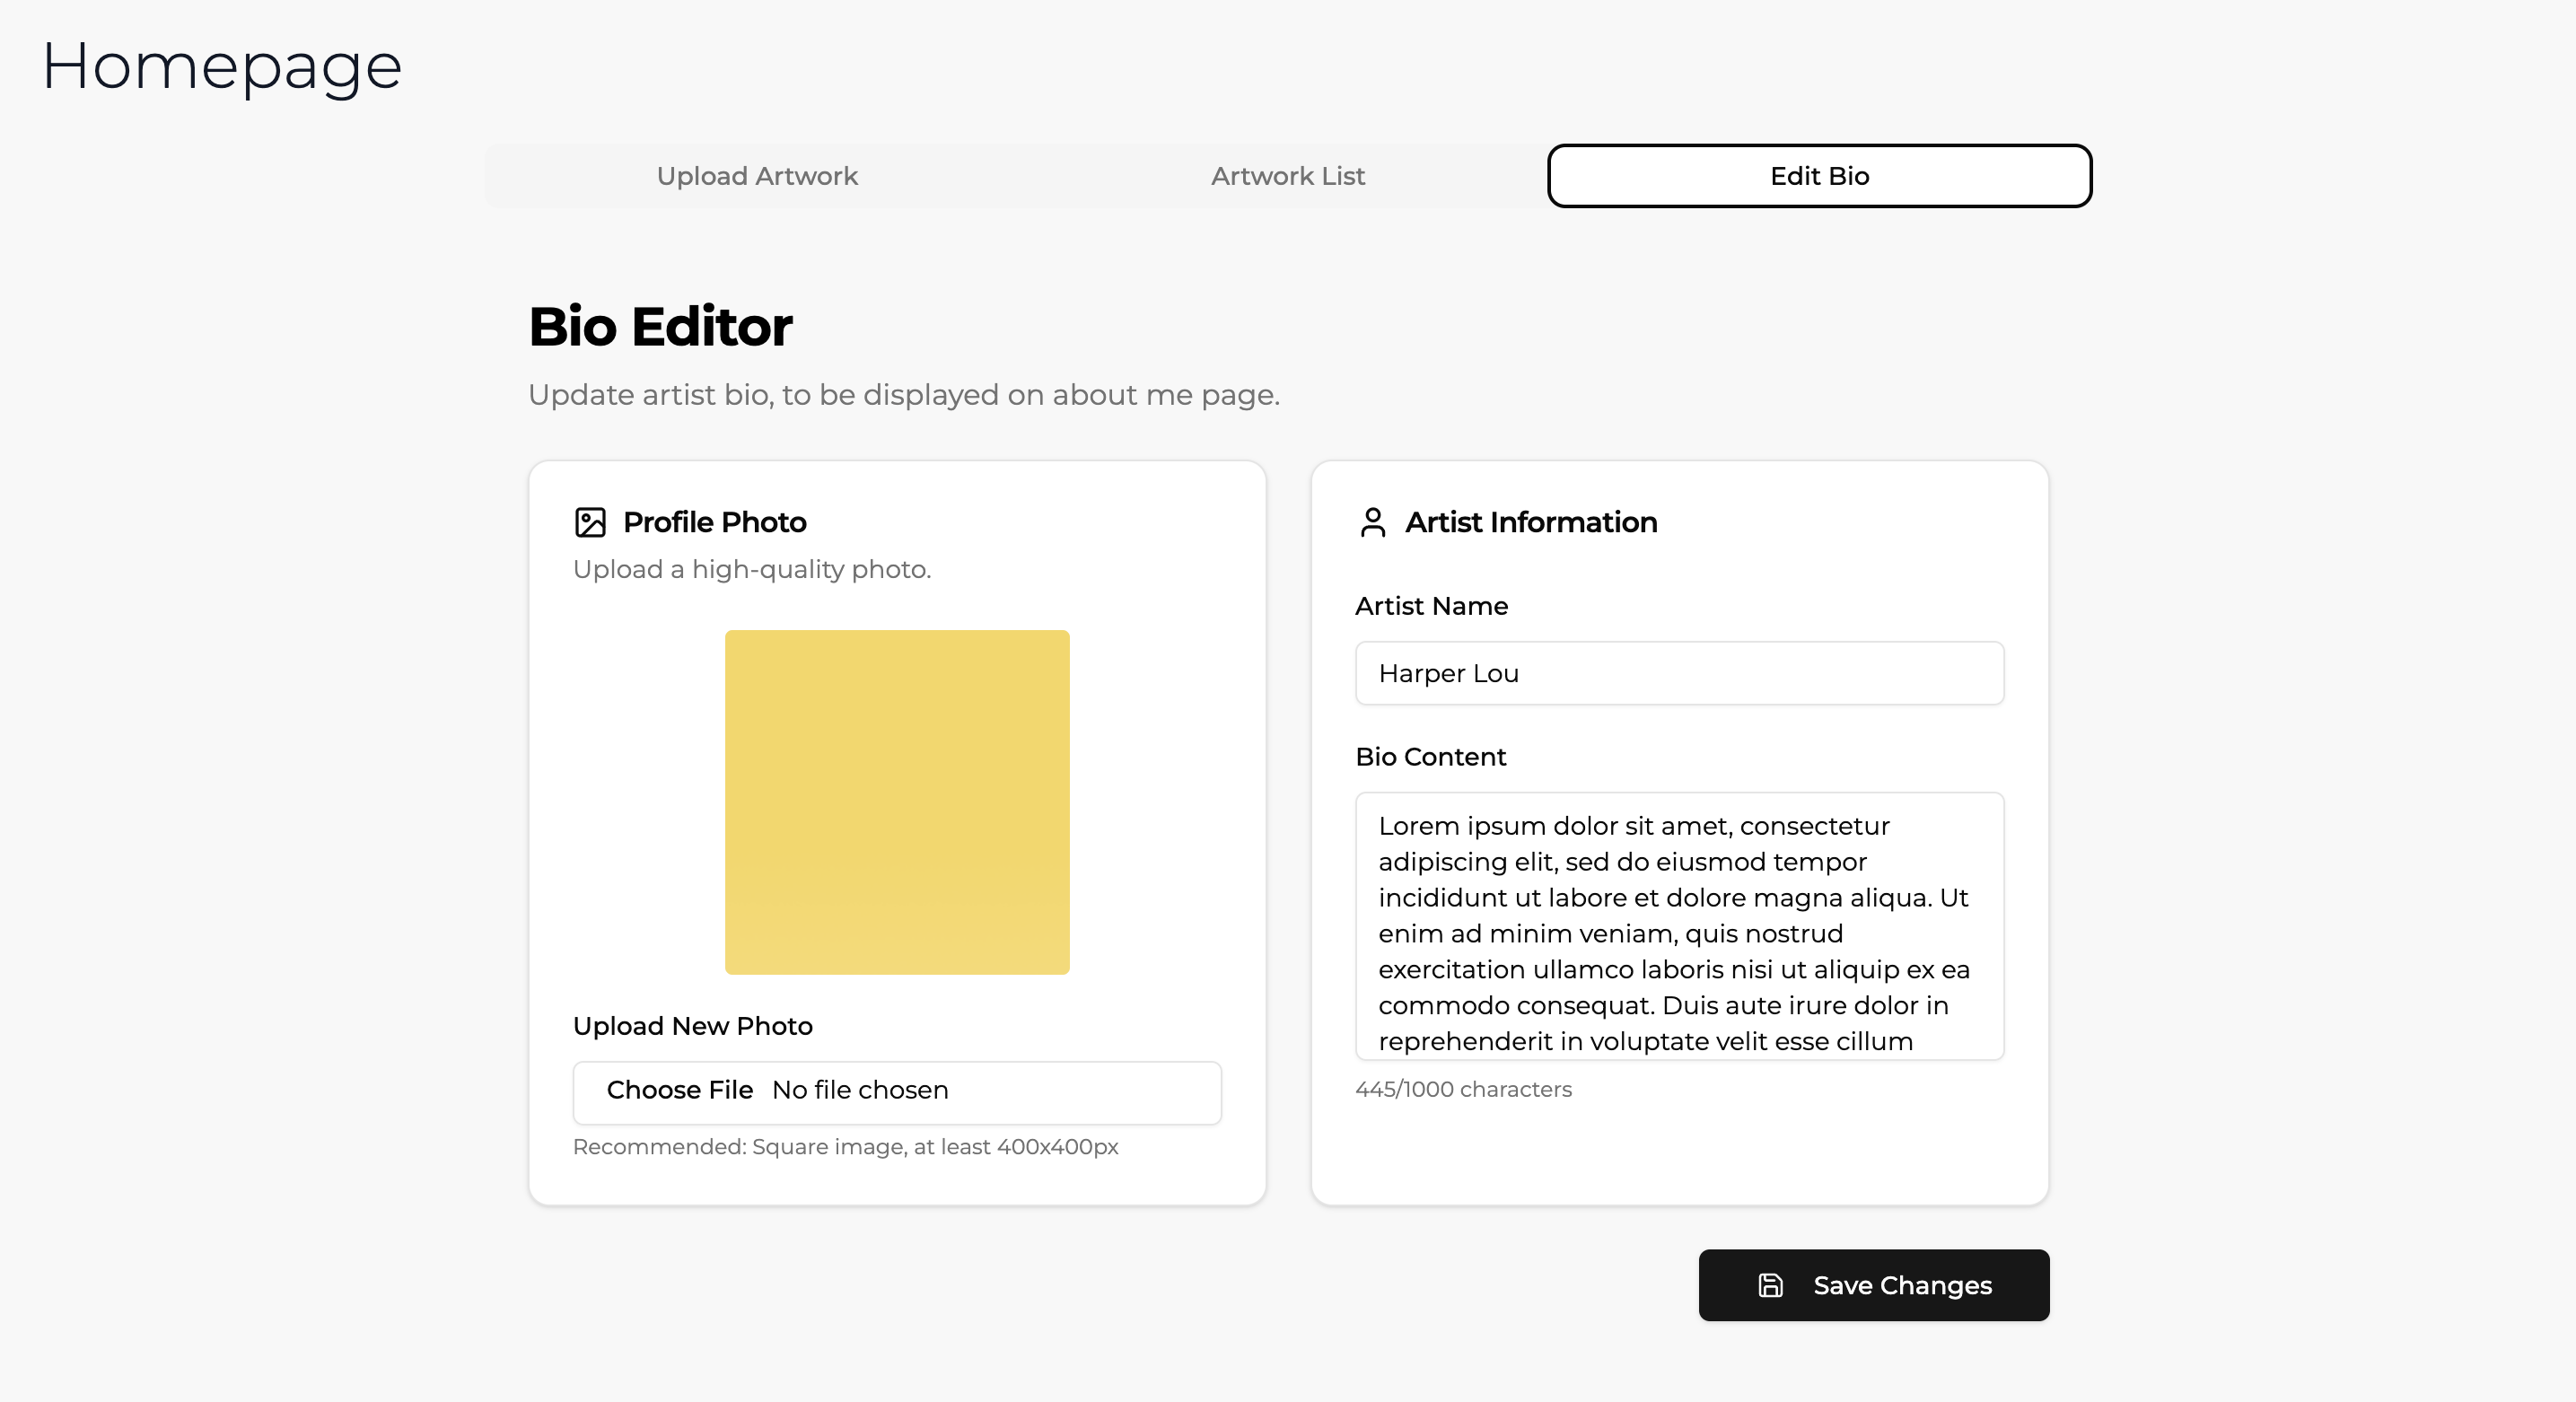 Homepage
Upload Artwork
Artwork List
Edit Bio
Bio Editor
Update artist bio, to be displayed on about me page.
Profile Photo
Upload a high-quality photo.
Upload New Photo
Choose File No file chosen
Recommended: Square image, at least 400x400px
Artist Information
Artist Name
Harper Lou
Bio Content
Lorem ipsum dolor sit amet, consectetur
adipiscing elit, sed do eiusmod tempor
incididunt ut labore et dolore magna aliqua. Ut
enim ad minim veniam, quis nostrud
exercitation ullamco laboris nisi ut aliquip ex ea
commodo consequat. Duis aute irure dolor in
reprehenderit in voluptate velit esse cillum
445/1000 characters
Save Changes